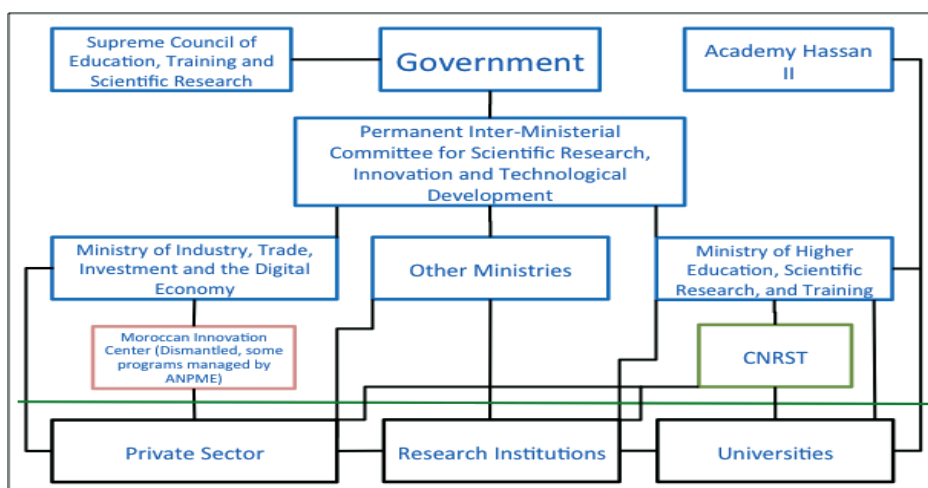 Supreme Council of
Education, Training and
Scientific Research
Government
Academy Hassan
II
Permanent Inter-Ministerial
Committee for Scientific Research,
Innovation and Technological
Development
Ministry of Industry, Trade,
Investment and the Digital
Economy
Other Ministries
Ministry of Higher
Education, Scientific
Research, and Training
Moroccan Innovation
Center (Dismantled, some
programs managed by
ANPME)
CNRST
Private Sector
Research Institutions
Universities